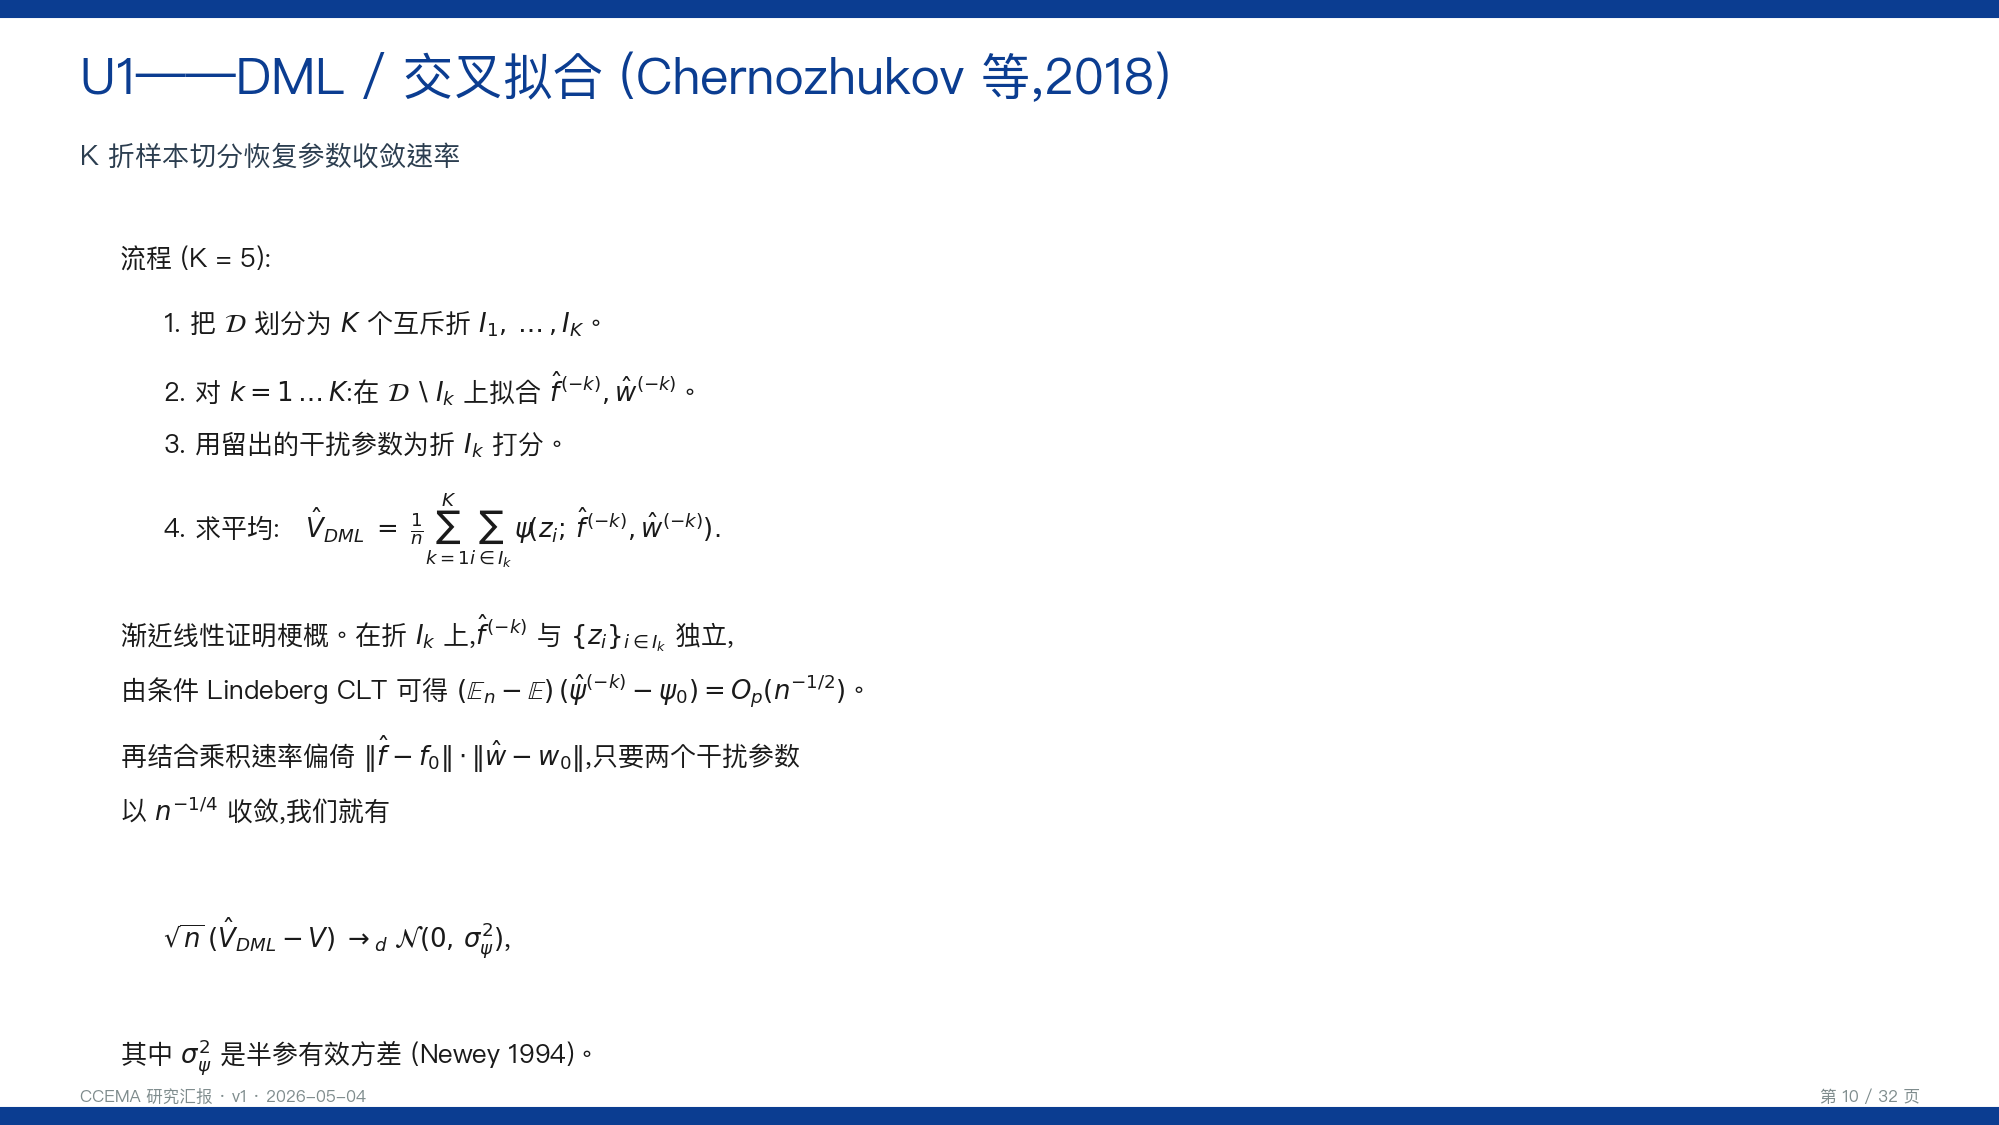 U1——DML / 交叉拟合 (Chernozhukov 等,2018)
K 折样本切分恢复参数收敛速率
流程 (K = 5):
1. 把 𝒟 划分为 K 个互斥折 I₁, …, I_K。
2. 对 k = 1 … K:在 𝒟 \ I_k 上拟合 f̂^(−k), ŵ^(−k)。
3. 用留出的干扰参数为折 I_k 打分。
4. 求平均: V̂_DML = 1/n ∑_{k=1}^{K} ∑_{i∈I_k} ψ(z_i; f̂^(−k), ŵ^(−k)).
渐近线性证明梗概。在折 I_k 上,f̂^(−k) 与 {z_i}_{i∈I_k} 独立,
由条件 Lindeberg CLT 可得 (𝔼_n − 𝔼) (ψ̂^(−k) − ψ₀) = O_p(n^{−1/2})。
再结合乘积速率偏倚 ‖f̂ − f₀‖ · ‖ŵ − w₀‖,只要两个干扰参数
以 n^{−1/4} 收敛,我们就有
√n (V̂_DML − V) →_d 𝒩(0, σ_ψ^2),
其中 σ_ψ^2 是半参有效方差 (Newey 1994)。
CCEMA 研究汇报 · v1 · 2026-05-04
第 10 / 32 页